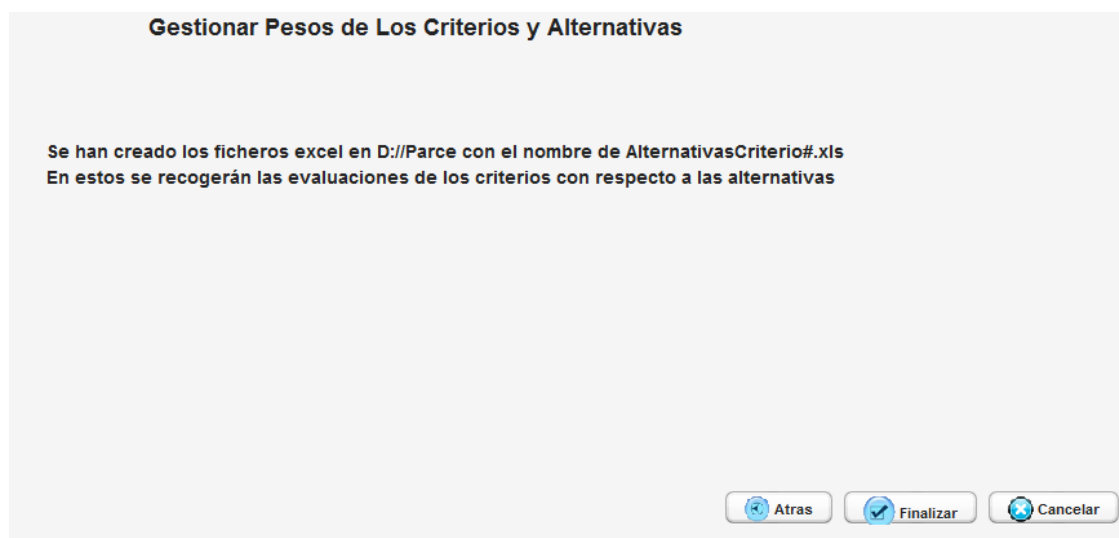 Gestionar Pesos de Los Criterios y Alternativas
Se han creado los ficheros excel en D://Parce con el nombre de AlternativasCriterio#.xls
En estos se recogerán las evaluaciones de los criterios con respecto a las alternativas
Atras Finalizar Cancelar